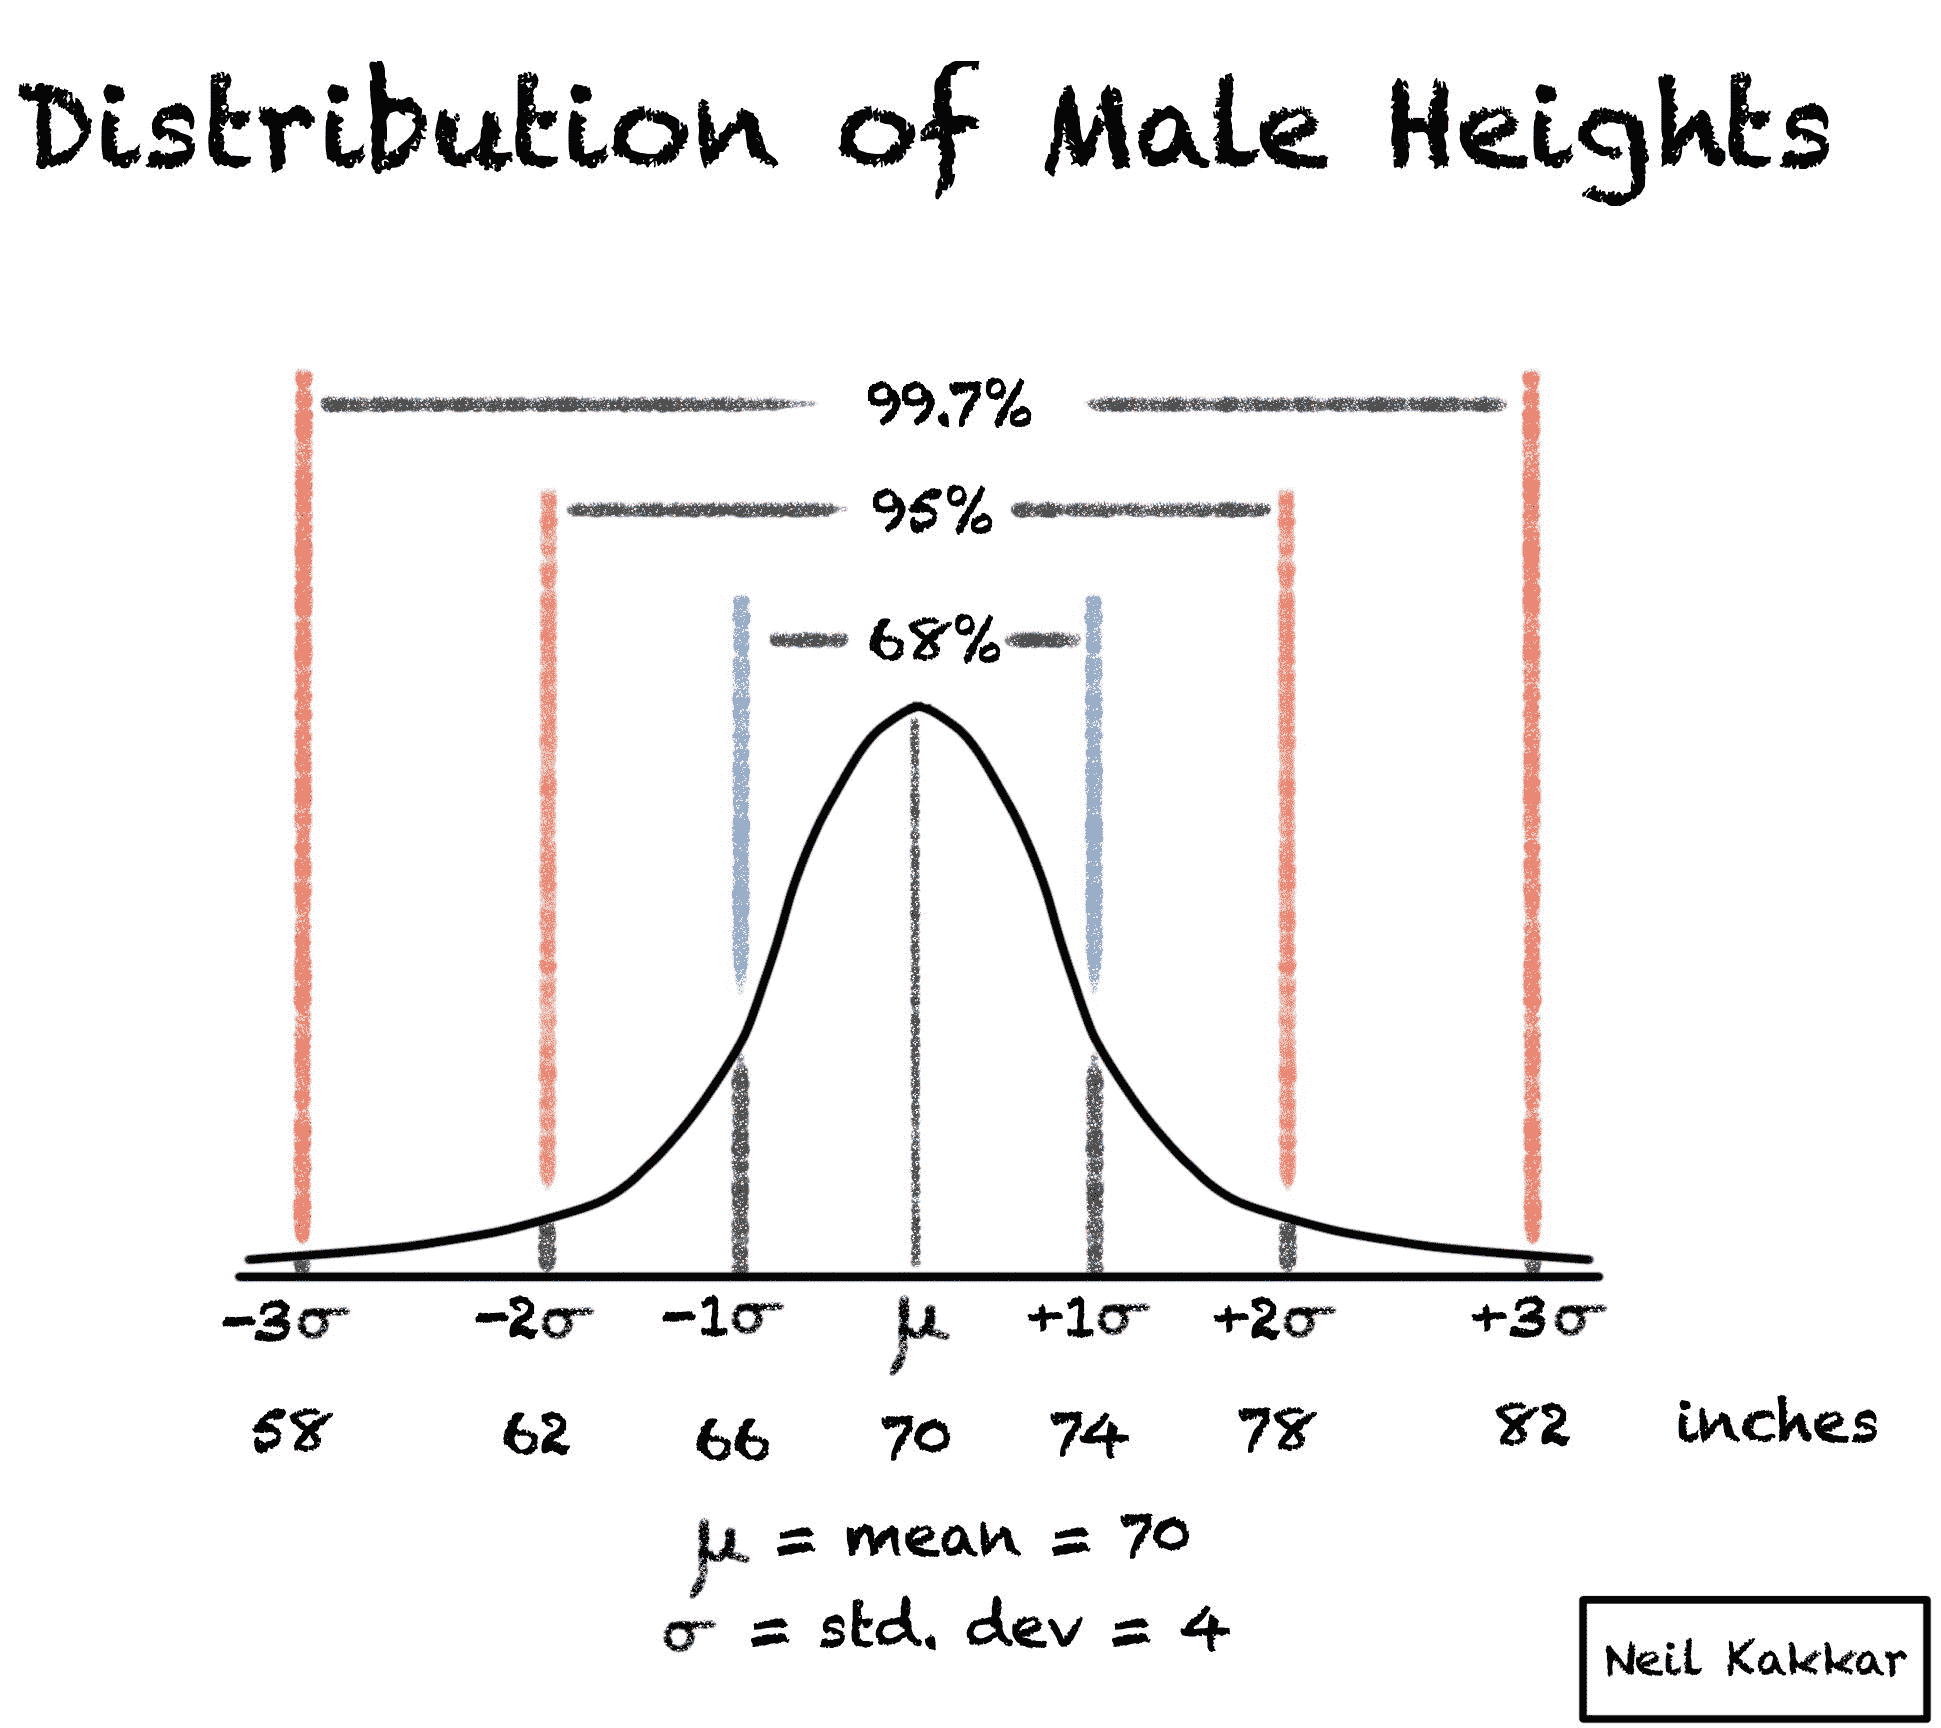 Distribution of Male Heights
99.7%
95%
68%
-3σ -2σ -1σ μ +1σ +2σ +3σ
58 62 66 70 74 78 82 inches
μ = mean = 70
σ = std. dev = 4
Neil Kakkar